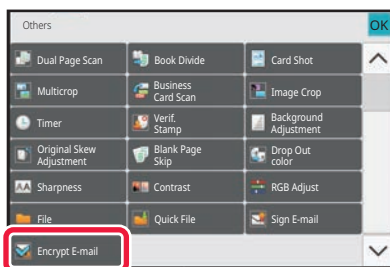 Others
OK
Dual Page Scan
Book Divide
Card Shot
Multicrop
Business
Card Scan
Image Crop
Timer
Verif.
Stamp
Background
Adjustment
Original Skew
Adjustment
Blank Page
Skip
Drop Out
color
Sharpness
Contrast
RGB Adjust
File
Quick File
Sign E-mail
Encrypt E-mail